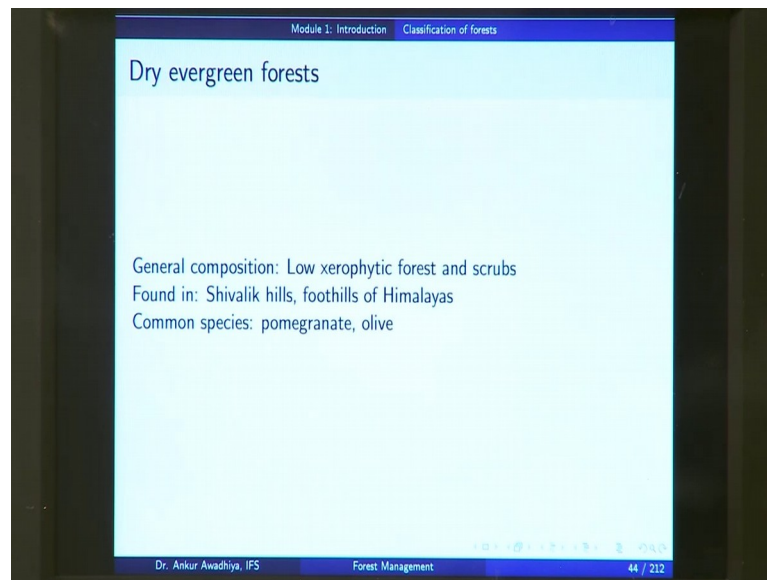 Module 1: Introduction Classification of forests
Dry evergreen forests
General composition: Low xerophytic forest and scrubs
Found in: Shivalik hills, foothills of Himalayas
Common species: pomegranate, olive
Dr. Ankur Awadhiya, IFS Forest Management 44 / 212